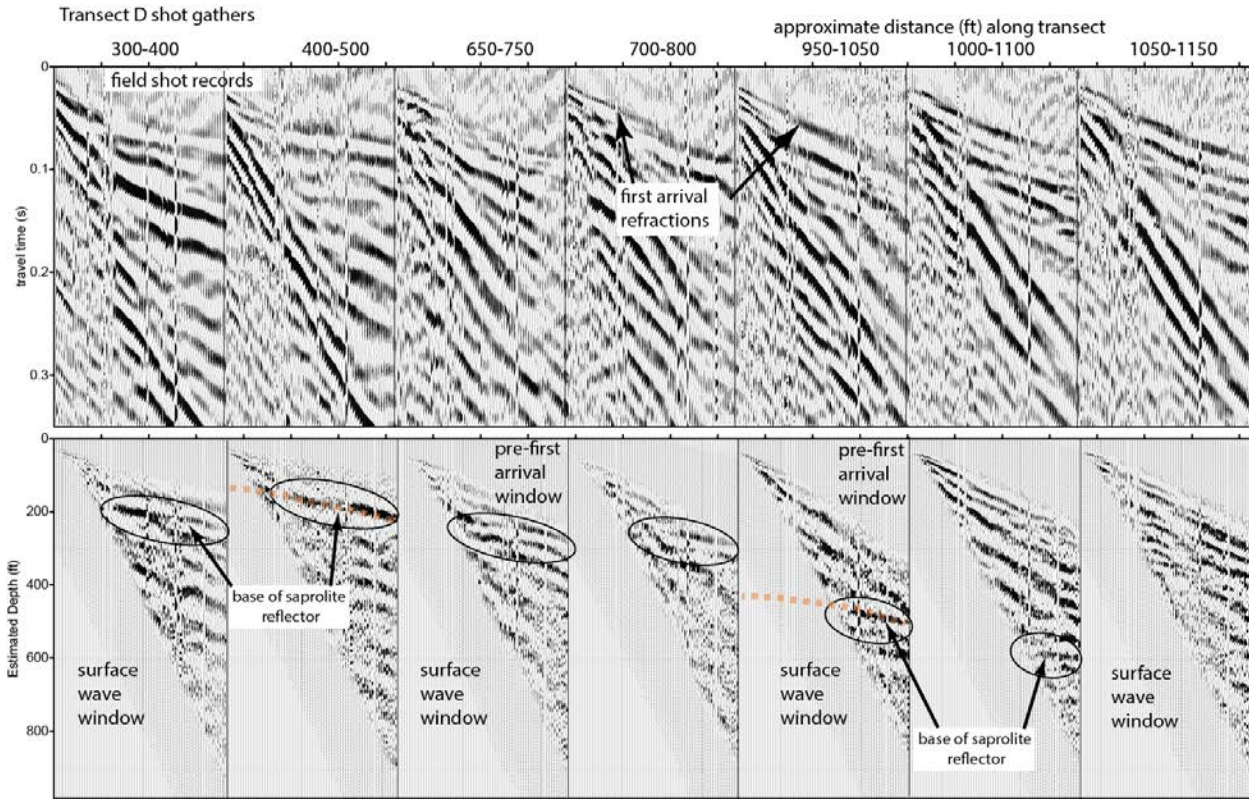 Transect D shot gathers
approximate distance (ft) along transect
300-400 400-500 650-750 700-800 950-1050 1000-1100 1050-1150
field shot records
0
0.1
0.2
0.3
travel time (s)
first arrival
refractions
0
200
400
600
800
Estimated Depth (ft)
pre-first
arrival
window
pre-first
arrival
window
base of saprolite
reflector
surface
wave
window
surface
wave
window
surface
wave
window
surface
wave
window
base of saprolite
reflector